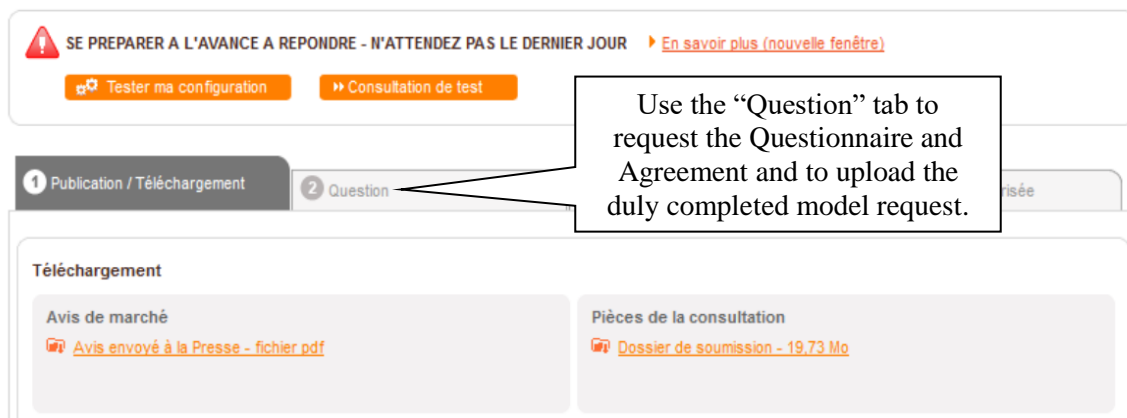 SE PREPARER A L'AVANCE A REPONDRE - N'ATTENDEZ PAS LE DERNIER JOUR En savoir plus (nouvelle fenêtre)
Tester ma configuration Consultation de test
Use the “Question” tab to
request the Questionnaire and
Agreement and to upload the
duly completed model request.
1 Publication / Téléchargement 2 Question
Téléchargement
Avis de marché
Avis envoyé à la Presse - fichier pdf
Pièces de la consultation
Dossier de soumission - 19,73 Mo